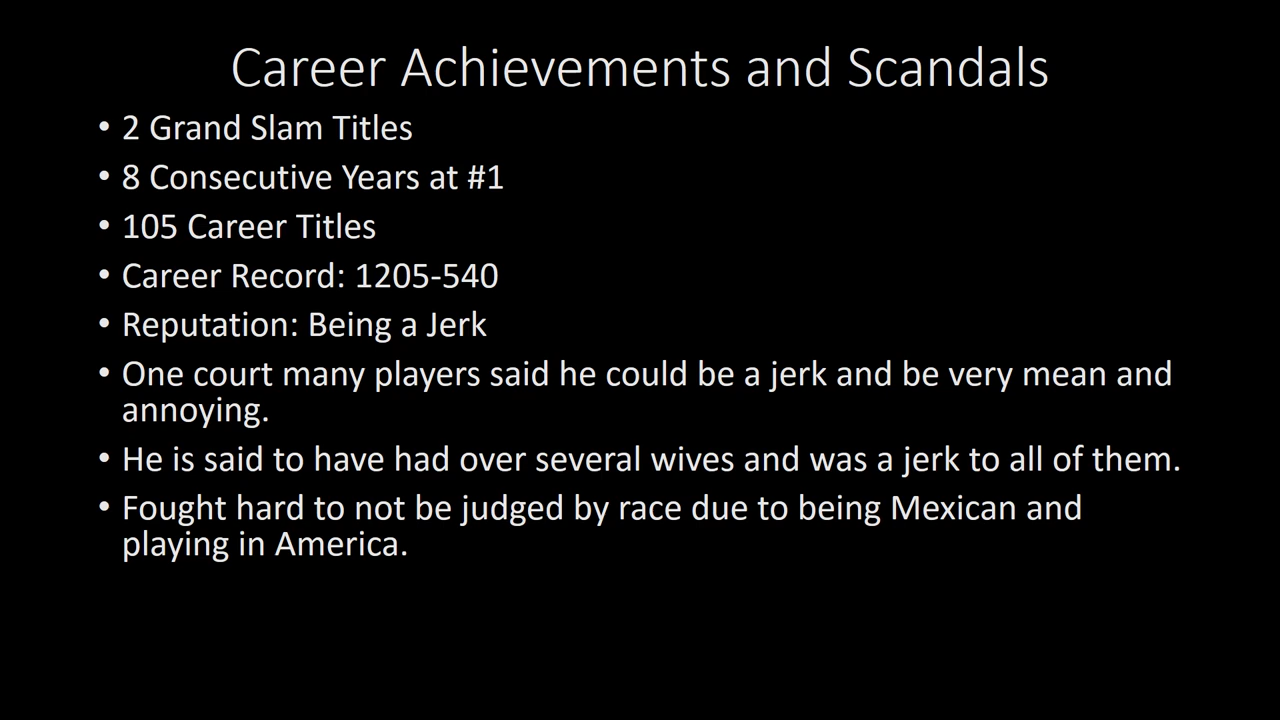 Career Achievements and Scandals
• 2 Grand Slam Titles
• 8 Consecutive Years at #1
• 105 Career Titles
• Career Record: 1205-540
• Reputation: Being a Jerk
• One court many players said he could be a jerk and be very mean and
annoying.
• He is said to have had over several wives and was a jerk to all of them.
• Fought hard to not be judged by race due to being Mexican and
playing in America.